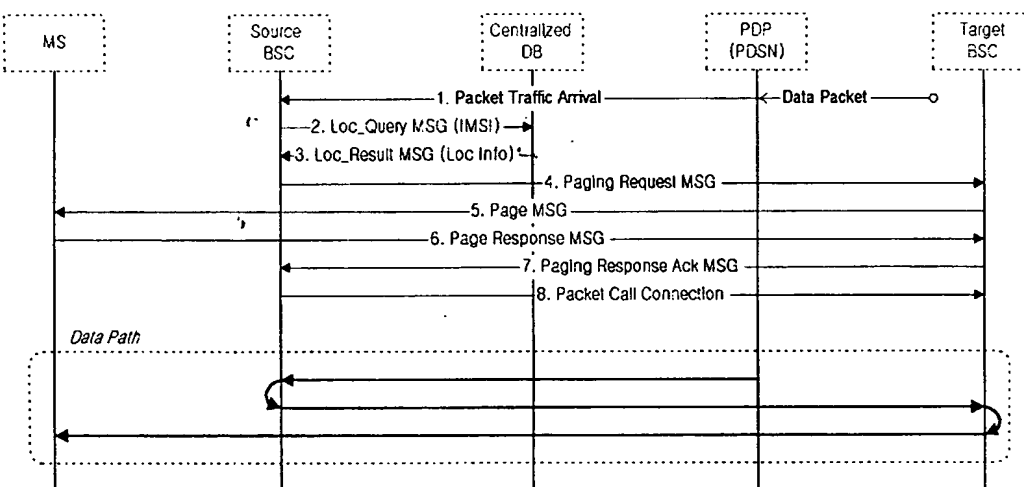 MS
Source
BSC
Centralized
DB
PDP
(PDSN)
Target
BSC
1. Packet Traffic Arrival
Data Packet
2. Loc_Query MSG (IMSI)
3. Loc_Result MSG (Loc Info)
4. Paging Request MSG
5. Page MSG
6. Page Response MSG
7. Paging Response Ack MSG
8. Packet Call Connection
Data Path